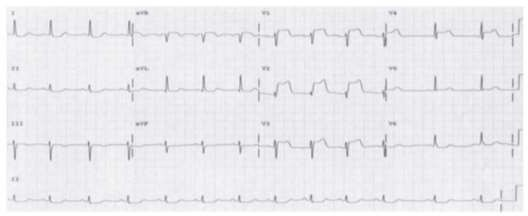 I aVR V1 V4
II aVL V2 V5
III aVF V3 V6
II